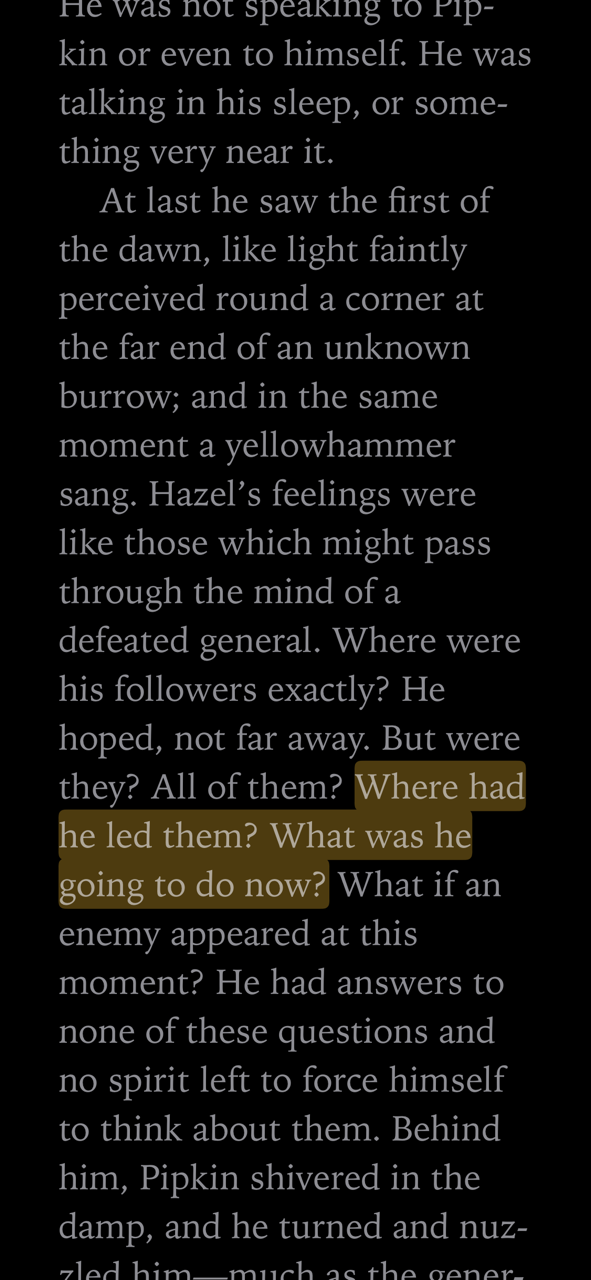 He was not speaking to Pip-
kin or even to himself. He was
talking in his sleep, or some-
thing very near it.
At last he saw the first of
the dawn, like light faintly
perceived round a corner at
the far end of an unknown
burrow; and in the same
moment a yellowhammer
sang. Hazel’s feelings were
like those which might pass
through the mind of a
defeated general. Where were
his followers exactly? He
hoped, not far away. But were
they? All of them? Where had
he led them? What was he
going to do now? What if an
enemy appeared at this
moment? He had answers to
none of these questions and
no spirit left to force himself
to think about them. Behind
him, Pipkin shivered in the
damp, and he turned and nuz-
zled him—much as the gener-